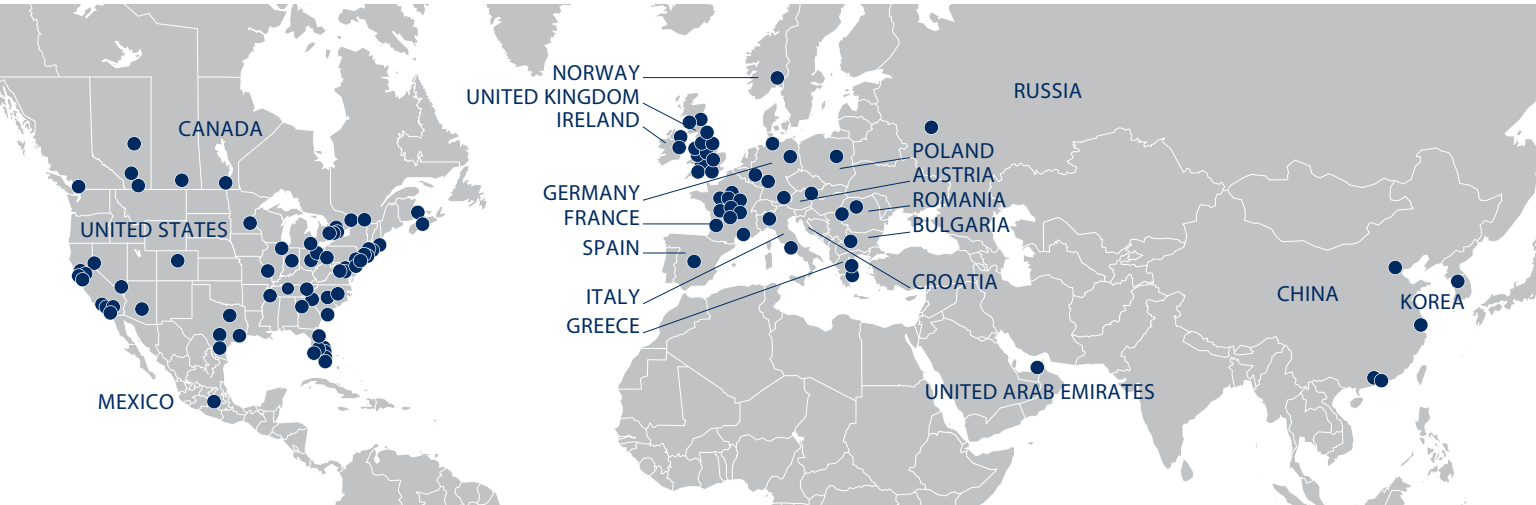 CANADA
UNITED STATES
MEXICO
NORWAY
UNITED KINGDOM
IRELAND
GERMANY
FRANCE
SPAIN
ITALY
GREECE
RUSSIA
POLAND
AUSTRIA
ROMANIA
BULGARIA
CROATIA
UNITED ARAB EMIRATES
CHINA
KOREA